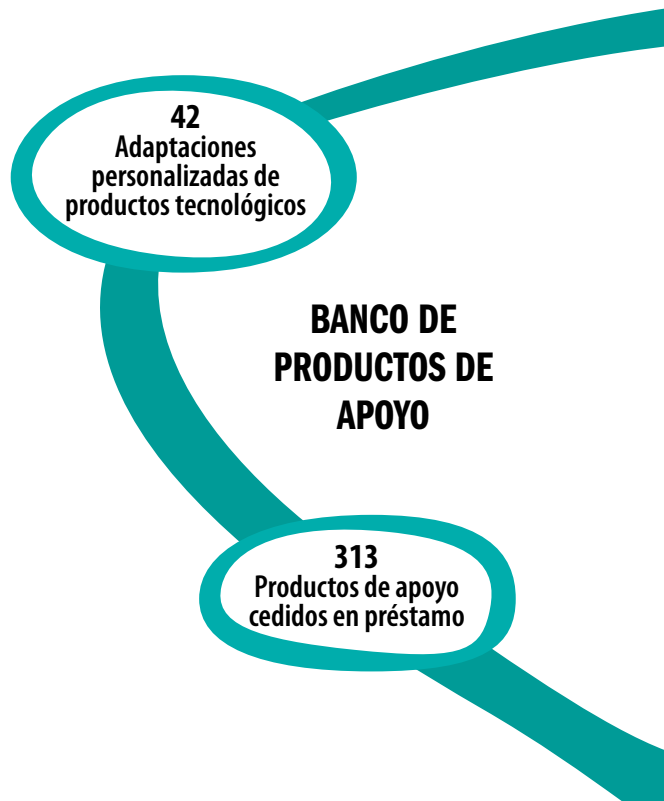 42
Adaptaciones
personalizadas de
productos tecnológicos
BANCO DE
PRODUCTOS DE
APOYO
313
Productos de apoyo
cedidos en préstamo